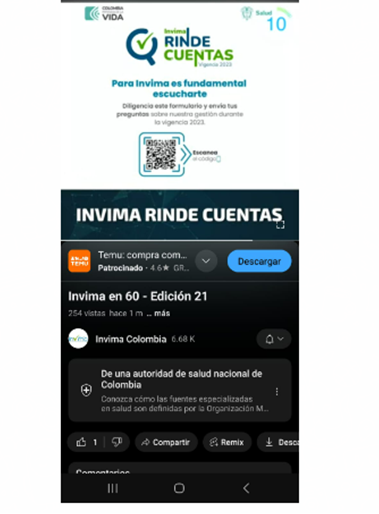 COLOMBIA
VIDA
Salud
10
Invima
RINDE
CUENTAS
Vigencia 2023
Para Invima es fundamental
escucharte
Diligencia este formulario y envía tus
preguntas sobre nuestra gestión durante
la vigencia 2023.
Escanea
el código
INVIMA RINDE CUENTAS
TEMU
Temu: compra com...
Patrocinado · 4.6★ GR...
Descargar
Invima en 60 - Edición 21
254 vistas hace 1 m ... más
invima
Invima Colombia 6.68 K
De una autoridad de salud nacional de
Colombia
Conozca cómo las fuentes especializadas
en salud son definidas por la Organización M...
1
Compartir
Remix
Desca
Comentarios